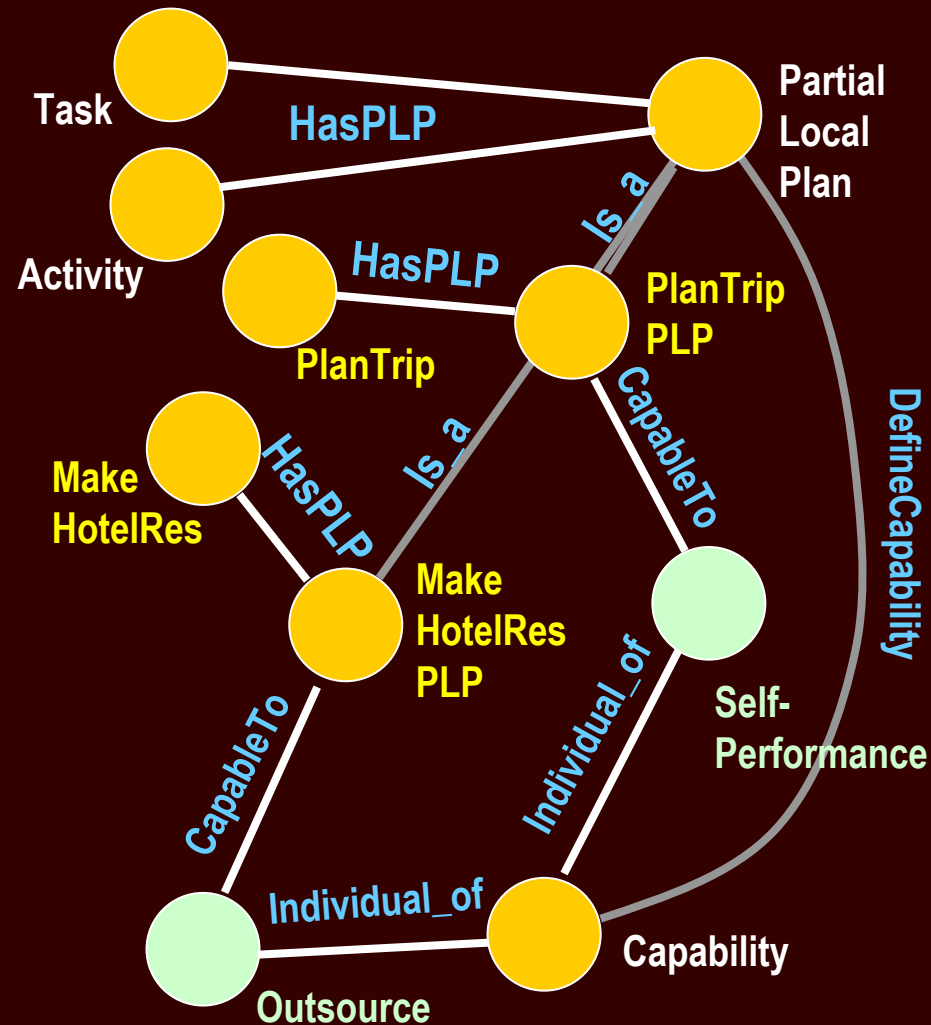 Task
HasPLP
Partial
Local
Plan
Activity
Is_a
HasPLP
PlanTrip
PLP
PlanTrip
CapableTo
DefineCapability
Is_a
Make
HotelRes
HasPLP
Make
HotelRes
PLP
Individual_of
Self-
Performance
CapableTo
Individual_of
Capability
Outsource